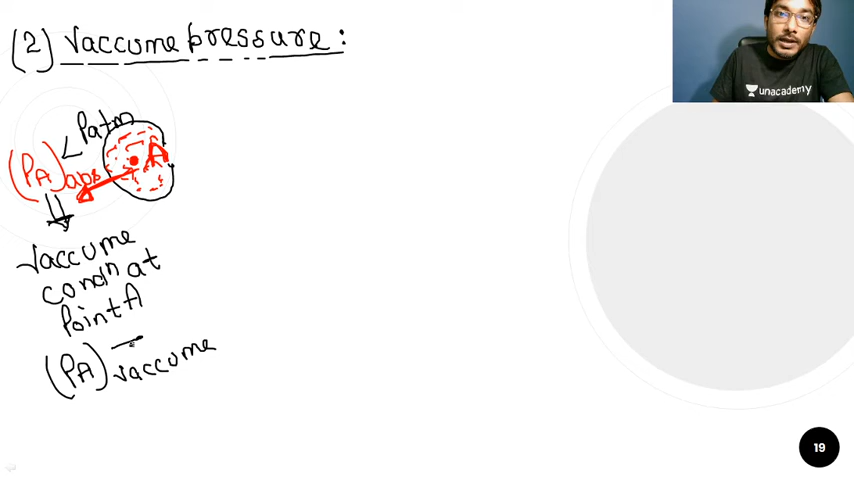 (2) Vaccume pressure:
(PA)abs < Patm
A
Vaccume
condn at
Point A
(PA) vaccume
unacademy
19